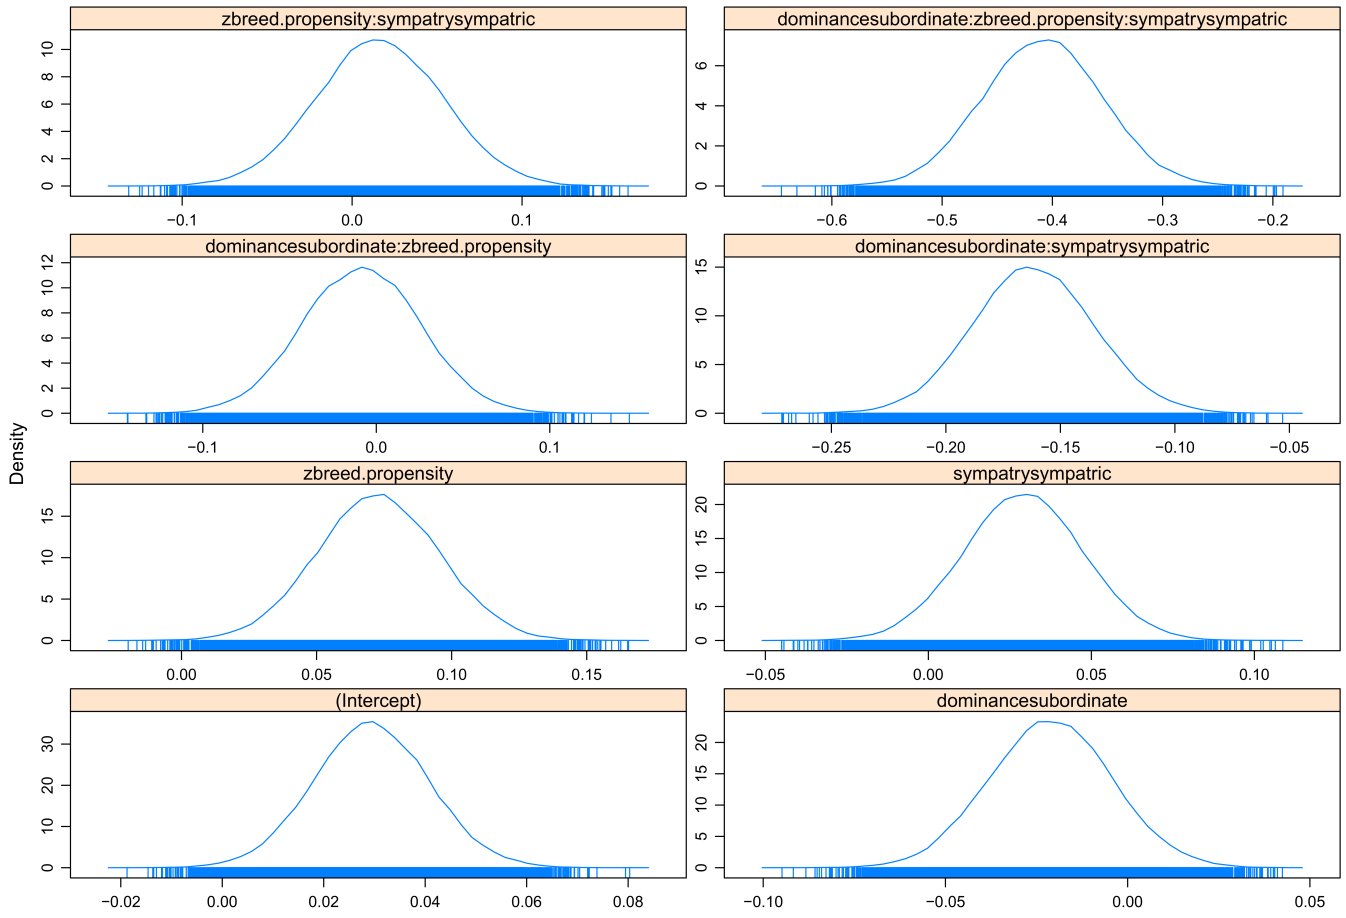 zbreed.propensity:sympatrysympatric
0 2 4 6 8 10
−0.1 0.0 0.1
dominancesubordinate:zbreed.propensity:sympatrysympatric
0 2 4 6
−0.6 −0.5 −0.4 −0.3 −0.2
dominancesubordinate:zbreed.propensity
0 2 4 6 8 10 12
−0.1 0.0 0.1
dominancesubordinate:sympatrysympatric
0 5 10 15
−0.25 −0.20 −0.15 −0.10 −0.05
Density
zbreed.propensity
0 5 10 15
0.00 0.05 0.10 0.15
sympatrysympatric
0 5 10 15 20
−0.05 0.00 0.05 0.10
(Intercept)
0 10 20 30
−0.02 0.00 0.02 0.04 0.06 0.08
dominancesubordinate
0 5 10 15 20
−0.10 −0.05 0.00 0.05